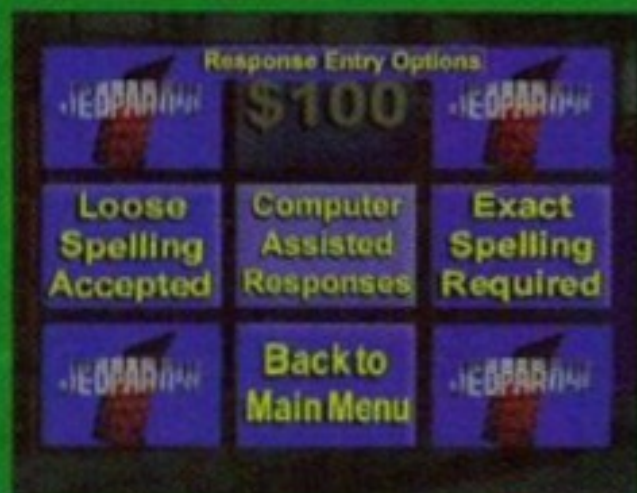 Response Entry Options
$100
Loose
Spelling
Accepted
Computer
Assisted
Responses
Exact
Spelling
Required
Back to
Main Menu